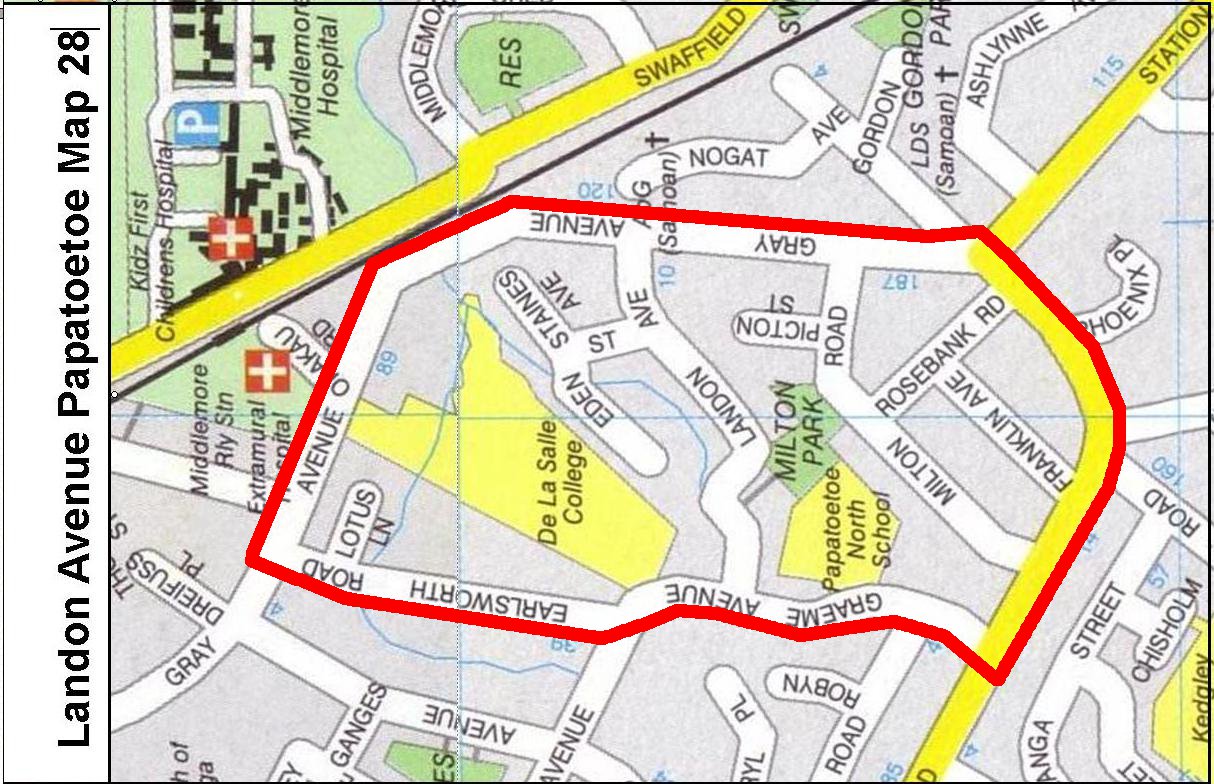 Landon Avenue Papatoetoe Map 28
Middlemore
Hospital
P
Kidz First
Childrens Hospital
RES
SWAFFIELD
NOGAT
AVE
GORDON
LDS GORDON
(Samoan)
ASHLYNNE
STATION
115
4
120
AVENUE
GRAY
187
10
AOG
(Samoan)
STAINES
AVE
ST
AVE
EDEN
LANDON
PICTON
ST
ROAD
ROSEBANK RD
FRANKLIN AVE
PHOENIX PL
MILTON
PARK
MILTON
Papatoetoe
North
School
De La Salle
College
89
AVENUE
Middlemore
Rly Stn
Extramural
Hospital
LOTUS
LN
ROAD
EARLSWORTH
AVENUE
GRAEME
DREIFUSS
PL
4
GRAY
39
GANGES
AVENUE
AVENUE
PL
ROBYN
ROAD
160
ROAD
14
57
STREET
CHISHOLM
Kedgley
4